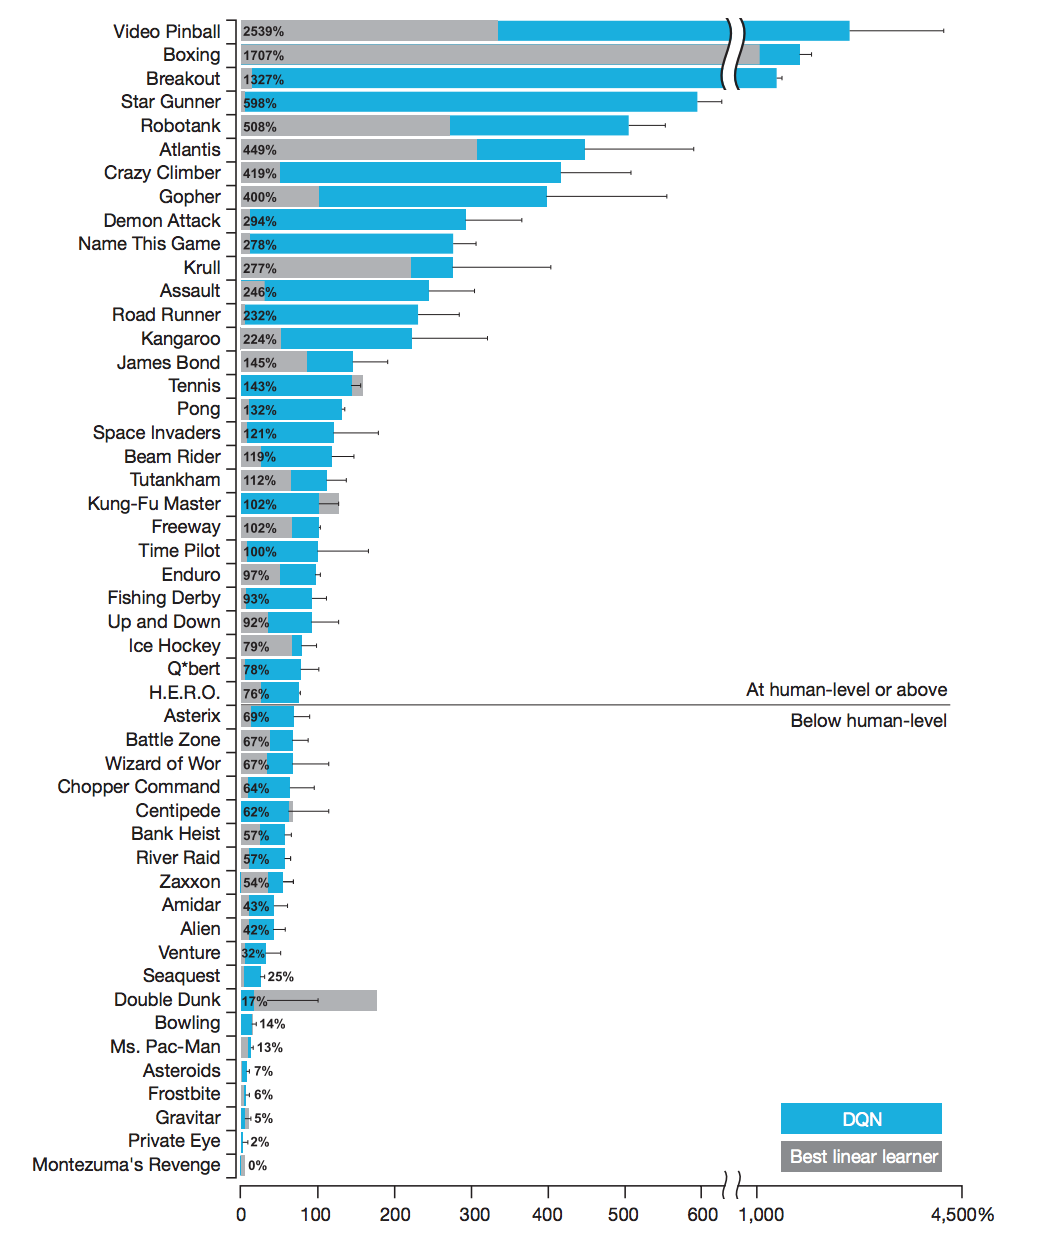 Video Pinball 2539%
Boxing 1707%
Breakout 1327%
Star Gunner 598%
Robotank 508%
Atlantis 449%
Crazy Climber 419%
Gopher 400%
Demon Attack 294%
Name This Game 278%
Krull 277%
Assault 246%
Road Runner 232%
Kangaroo 224%
James Bond 145%
Tennis 143%
Pong 132%
Space Invaders 121%
Beam Rider 119%
Tutankham 112%
Kung-Fu Master 102%
Freeway 102%
Time Pilot 100%
Enduro 97%
Fishing Derby 93%
Up and Down 92%
Ice Hockey 79%
Q*bert 78%
H.E.R.O. 76%
At human-level or above
Below human-level
Asterix 69%
Battle Zone 67%
Wizard of Wor 67%
Chopper Command 64%
Centipede 62%
Bank Heist 57%
River Raid 57%
Zaxxon 54%
Amidar 43%
Alien 42%
Venture 32%
Seaquest 25%
Double Dunk 17%
Bowling 14%
Ms. Pac-Man 13%
Asteroids 7%
Frostbite 6%
Gravitar 5%
Private Eye 2%
Montezuma's Revenge 0%
DQN
Best linear learner
0 100 200 300 400 500 600 1,000 4,500%